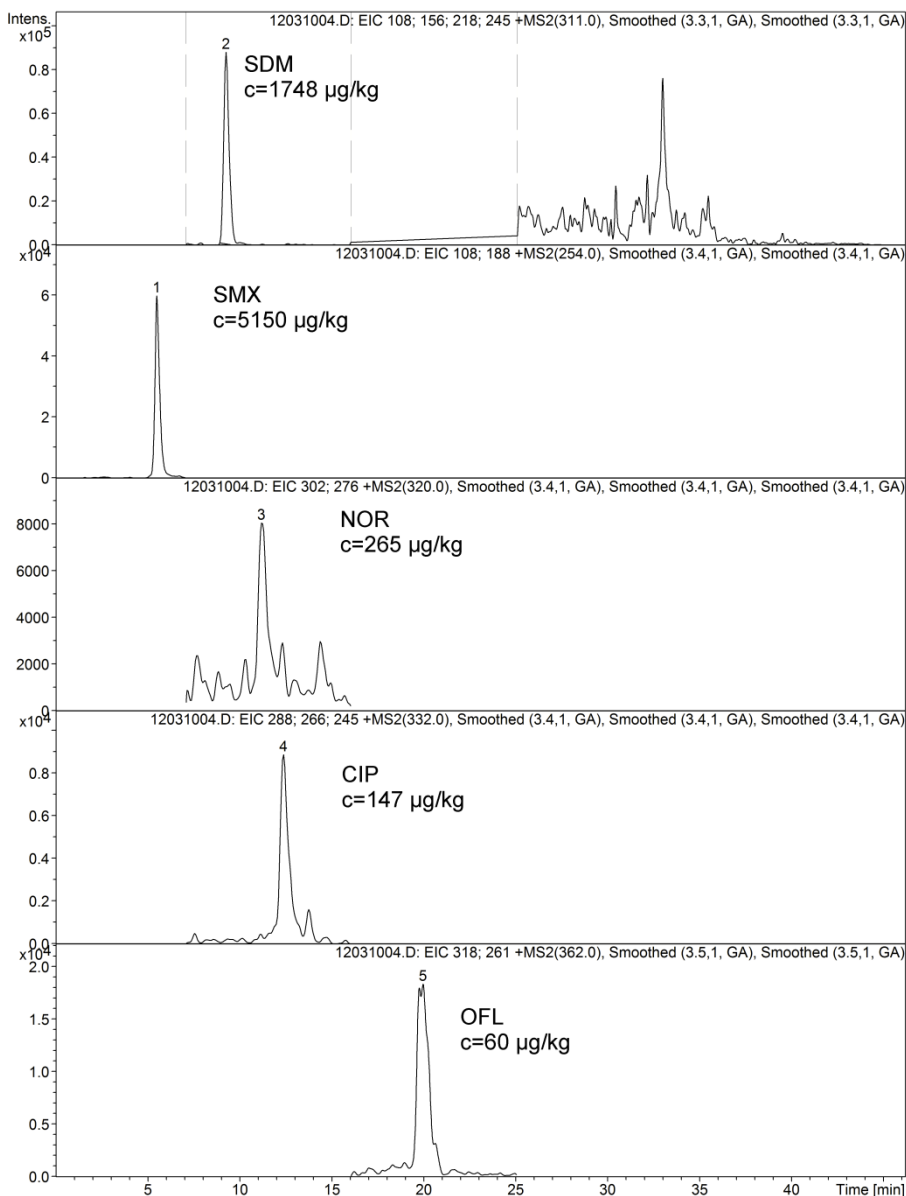 Intens.
x10⁵
12031004.D: EIC 108; 156; 218; 245 +MS2(311.0), Smoothed (3.3,1, GA), Smoothed (3.3,1, GA)
2
SDM
c=1748 µg/kg
0.8
0.6
0.4
0.2
0.0
x10⁴
12031004.D: EIC 108; 188 +MS2(254.0), Smoothed (3.4,1, GA), Smoothed (3.4,1, GA)
1
SMX
c=5150 µg/kg
6
4
2
0
12031004.D: EIC 302; 276 +MS2(320.0), Smoothed (3.4,1, GA), Smoothed (3.4,1, GA), Smoothed (3.4,1, GA)
3
NOR
c=265 µg/kg
8000
6000
4000
2000
0
x10⁴
12031004.D: EIC 288; 266; 245 +MS2(332.0), Smoothed (3.4,1, GA), Smoothed (3.4,1, GA), Smoothed (3.4,1, GA)
4
CIP
c=147 µg/kg
0.8
0.6
0.4
0.2
0.0
x10⁴
12031004.D: EIC 318; 261 +MS2(362.0), Smoothed (3.5,1, GA), Smoothed (3.5,1, GA)
2.0
5
OFL
c=60 µg/kg
1.5
1.0
0.5
0.0
5 10 15 20 25 30 35 40 Time [min]